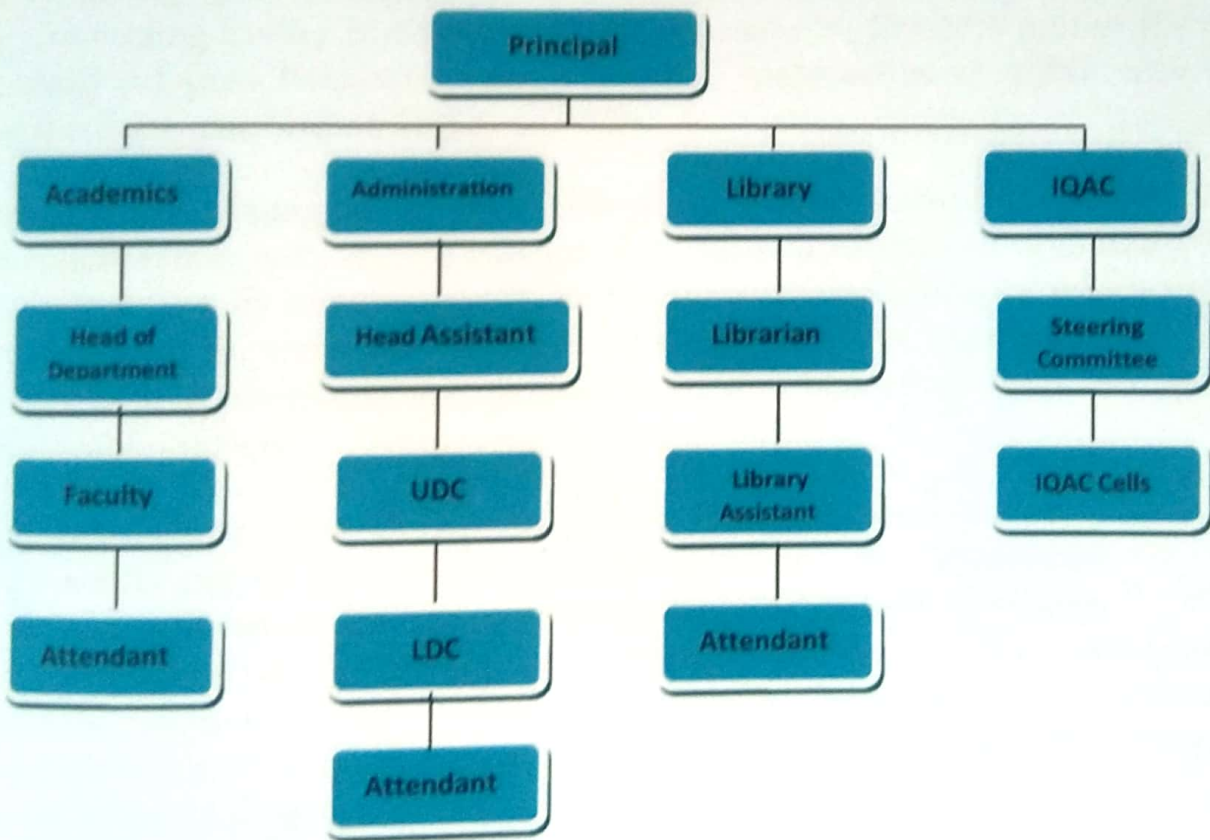 Principal
Academics
Administration
Library
IQAC
Head of
Department
Head Assistant
Librarian
Steering
Committee
Faculty
UDC
Library
Assistant
IQAC Cells
Attendant
LDC
Attendant
Attendant